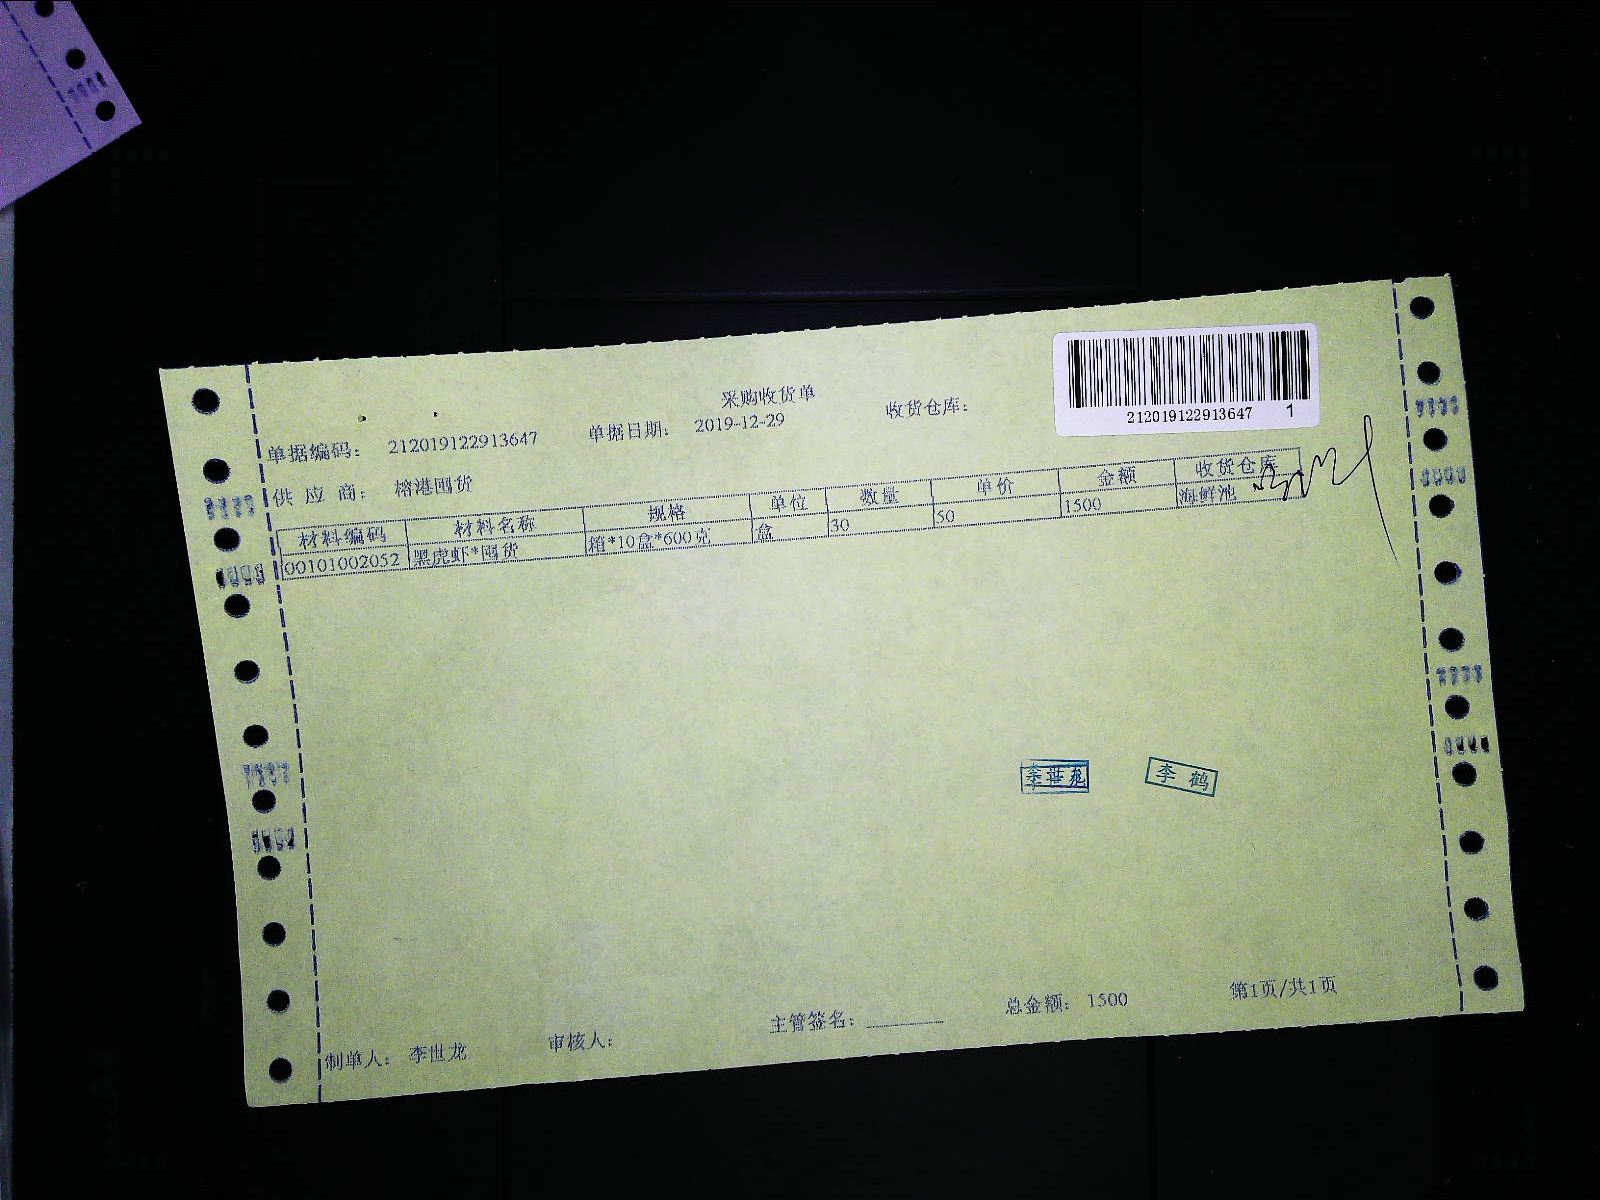 采购收货单
单据编码： 212019122913647 单据日期： 2019-12-29 收货仓库：
212019122913647 1
供 应 商： 榕港囤货
材料编码 材料名称 规格 单位 数量 单价 金额 收货仓库
00101002052 黑虎虾*囤货 箱*10盒*600克 盒 30 50 1500 海鲜池
李世龙 李鹤
制单人： 李世龙 审核人： 主管签名： 总金额： 1500 第1页/共1页